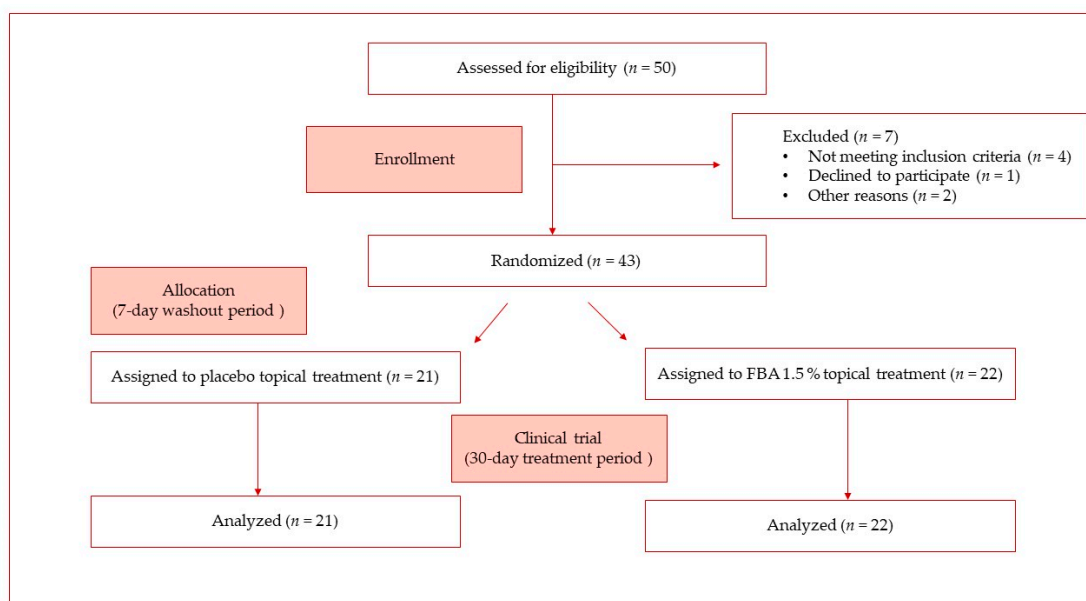 Assessed for eligibility (n = 50)
Enrollment
Excluded (n = 7)
• Not meeting inclusion criteria (n = 4)
• Declined to participate (n = 1)
• Other reasons (n = 2)
Randomized (n = 43)
Allocation
(7-day washout period )
Assigned to placebo topical treatment (n = 21)
Assigned to FBA 1.5 % topical treatment (n = 22)
Clinical trial
(30-day treatment period )
Analyzed (n = 21)
Analyzed (n = 22)